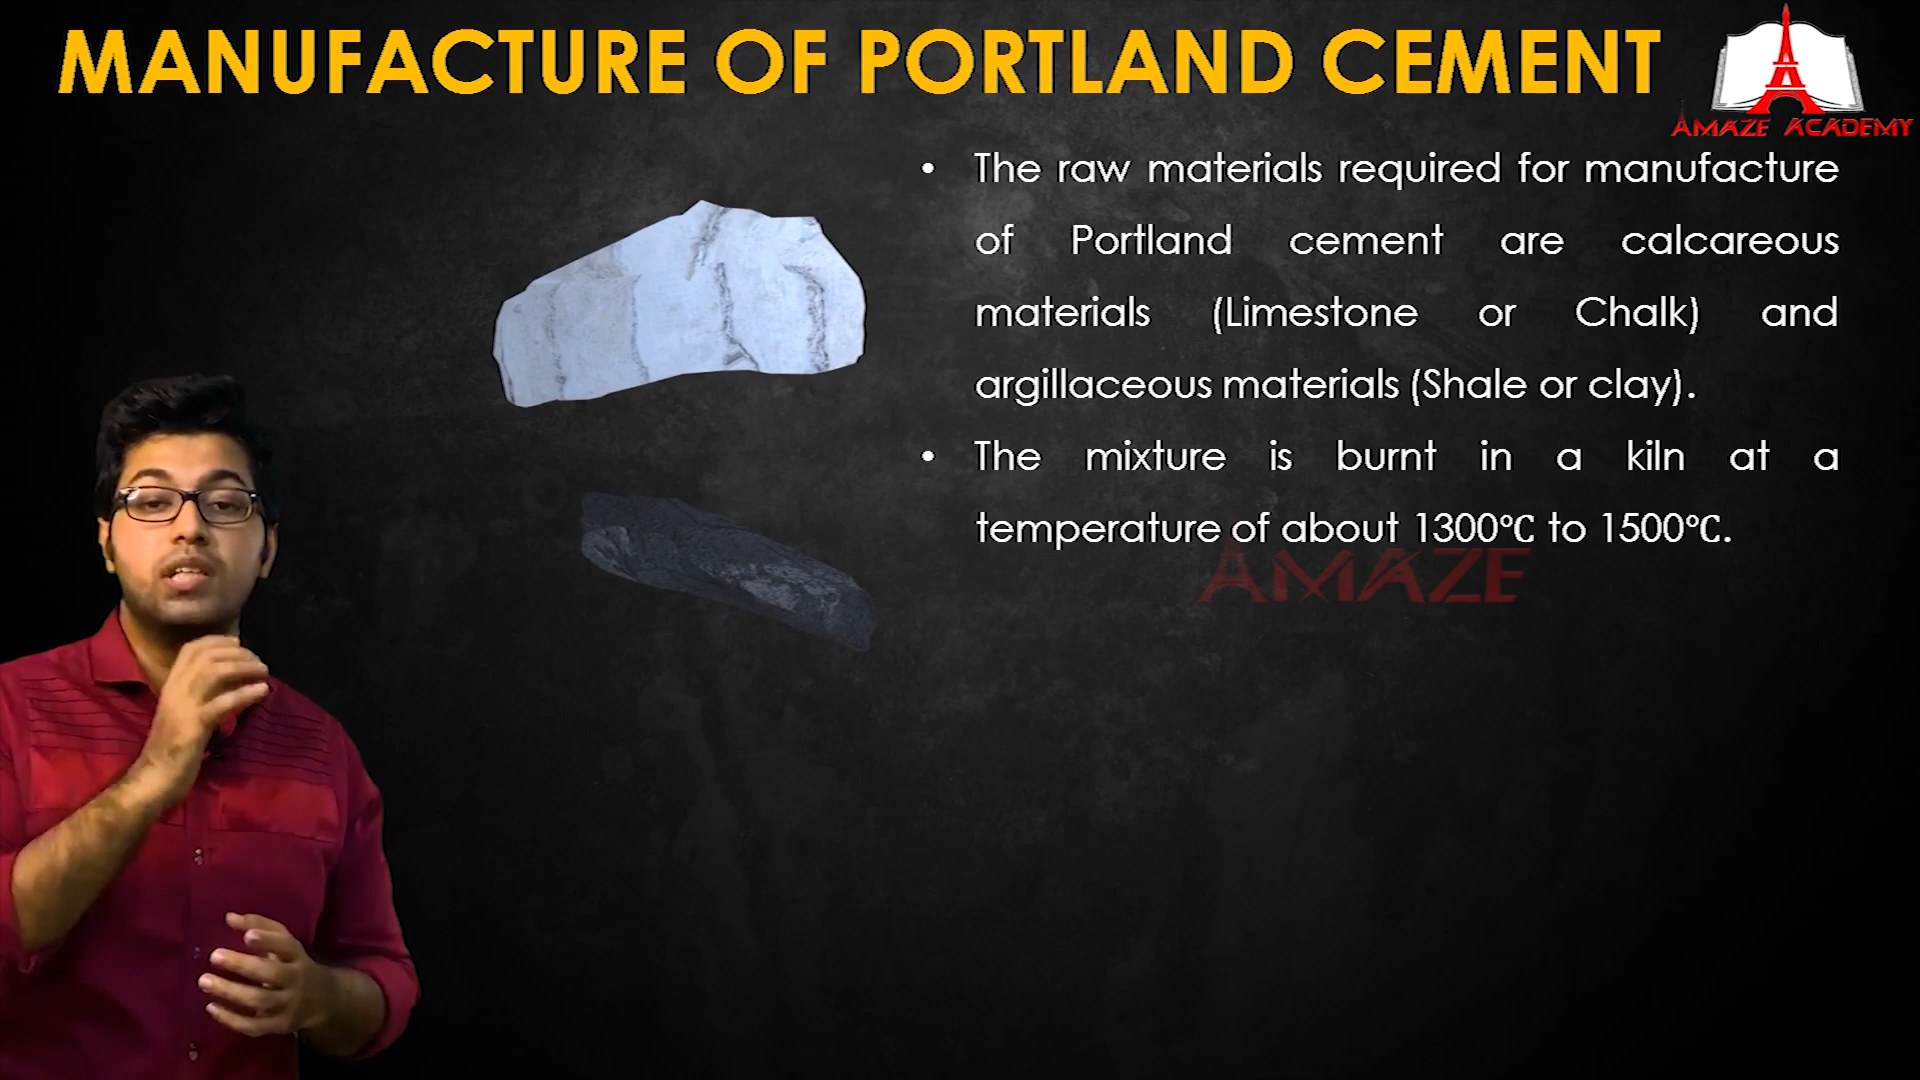 MANUFACTURE OF PORTLAND CEMENT
AMAZE ACADEMY
• The raw materials required for manufacture
of Portland cement are calcareous
materials (Limestone or Chalk) and
argillaceous materials (Shale or clay).
• The mixture is burnt in a kiln at a
temperature of about 1300℃ to 1500℃.
AMAZE